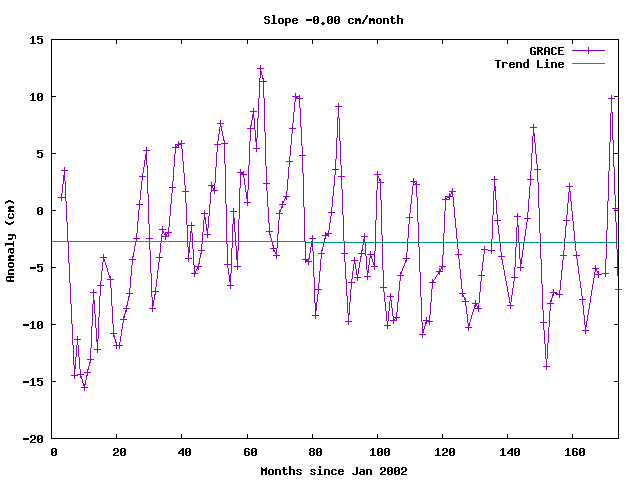 Slope -0.00 cm/month
GRACE
Trend Line
15
10
5
0
-5
-10
-15
-20
Anomaly (cm)
0 20 40 60 80 100 120 140 160
Months since Jan 2002